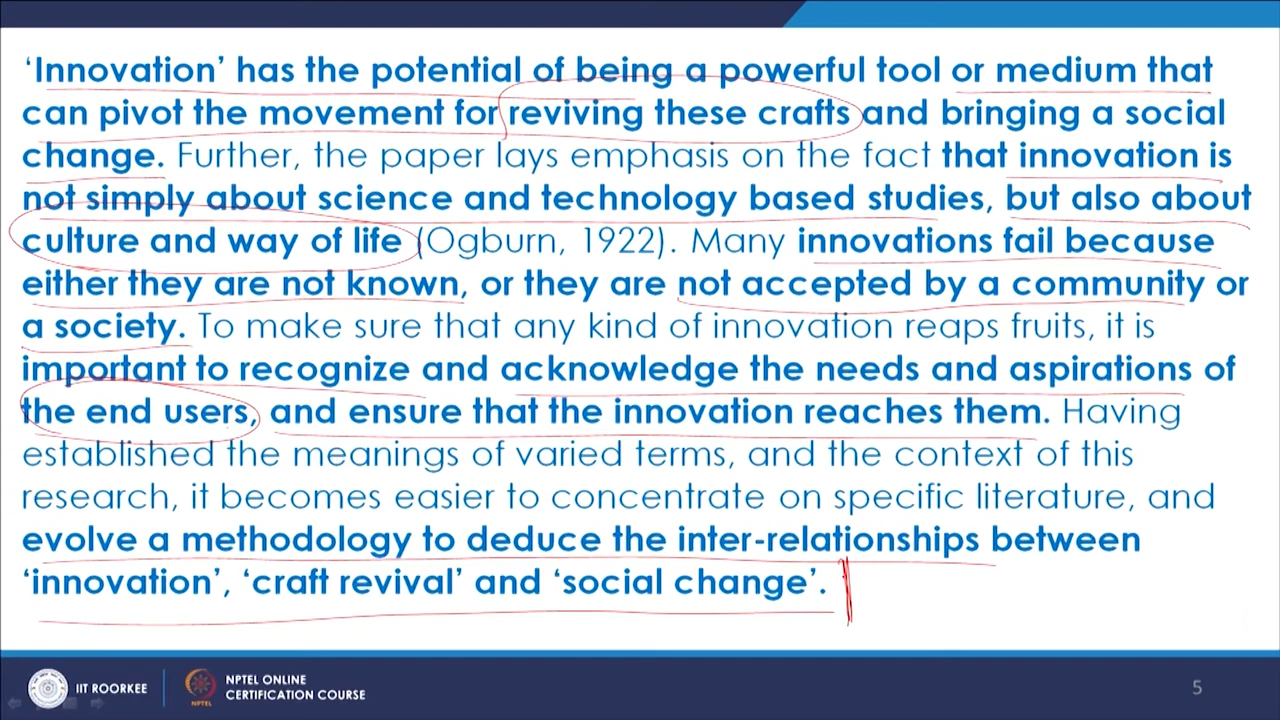 ‘Innovation’ has the potential of being a powerful tool or medium that
can pivot the movement for reviving these crafts and bringing a social
change. Further, the paper lays emphasis on the fact that innovation is
not simply about science and technology based studies, but also about
culture and way of life (Ogburn, 1922). Many innovations fail because
either they are not known, or they are not accepted by a community or
a society. To make sure that any kind of innovation reaps fruits, it is
important to recognize and acknowledge the needs and aspirations of
the end users, and ensure that the innovation reaches them. Having
established the meanings of varied terms, and the context of this
research, it becomes easier to concentrate on specific literature, and
evolve a methodology to deduce the inter-relationships between
‘innovation’, ‘craft revival’ and ‘social change’.
IIT ROORKEE
NPTEL
NPTEL ONLINE
CERTIFICATION COURSE
5